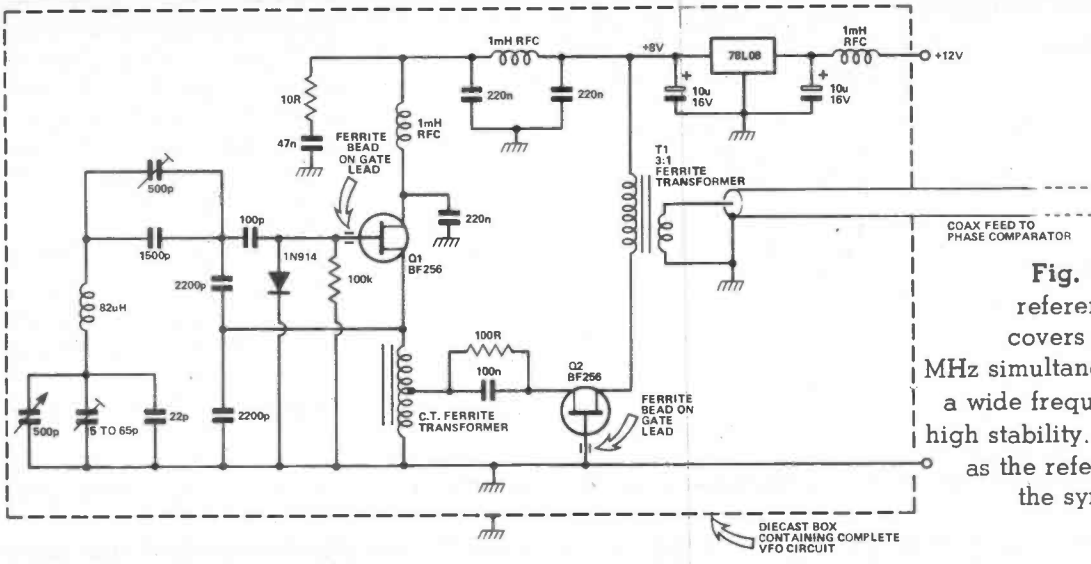 1mH
RFC
+8V
78L08
1mH
RFC
+12V
10R
220n
220n
10u
16V
10u
16V
1mH
RFC
47n
FERRITE
BEAD
ON GATE
LEAD
T1
3:1
FERRITE
TRANSFORMER
500p
220n
COAX FEED TO
PHASE COMPARATOR
100p
1500p
1N914
Q1
BF256
100k
2200p
82uH
100R
100n
Q2
BF256
FERRITE
BEAD ON
GATE
LEAD
500p
5 TO 65p
22p
2200p
C.T. FERRITE
TRANSFORMER
DIECAST BOX
CONTAINING COMPLETE
VFO CIRCUIT
Fig.
refere
covers
MHz simultan
a wide frequ
high stability.
as the refe
the sy